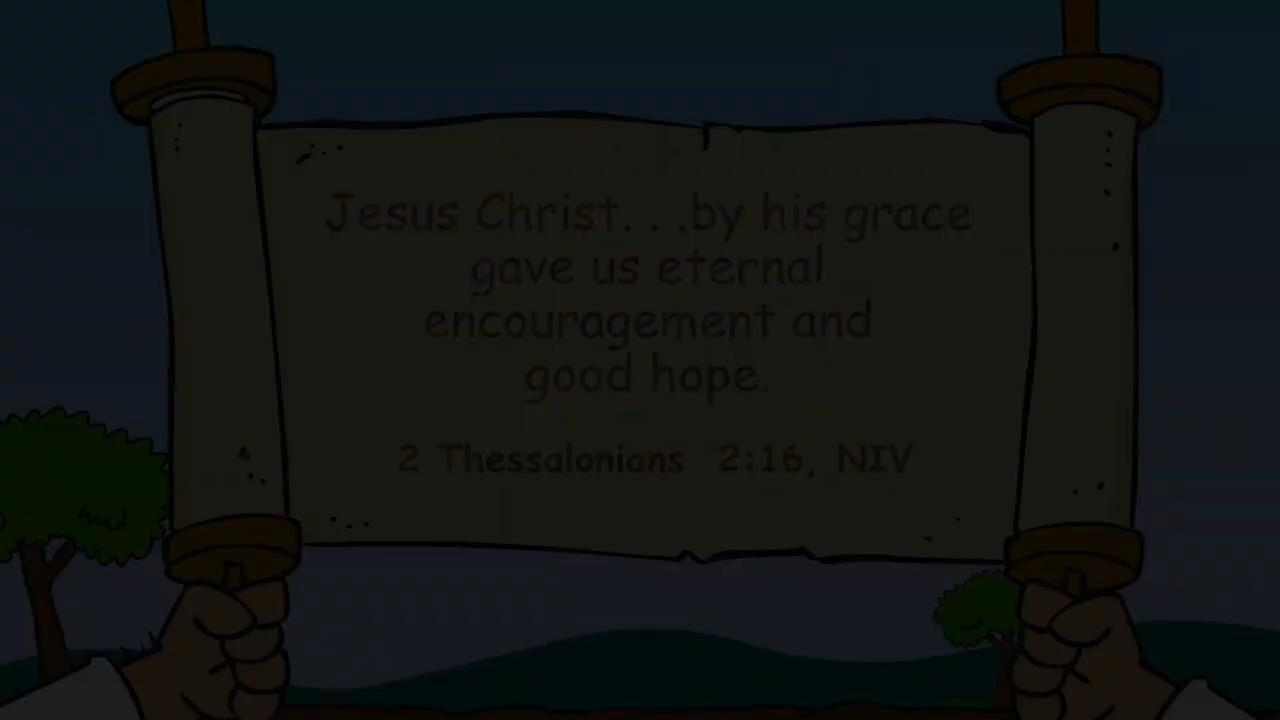 Jesus Christ. . .by his grace
gave us eternal
encouragement and
good hope.
2 Thessalonians 2:16, NIV